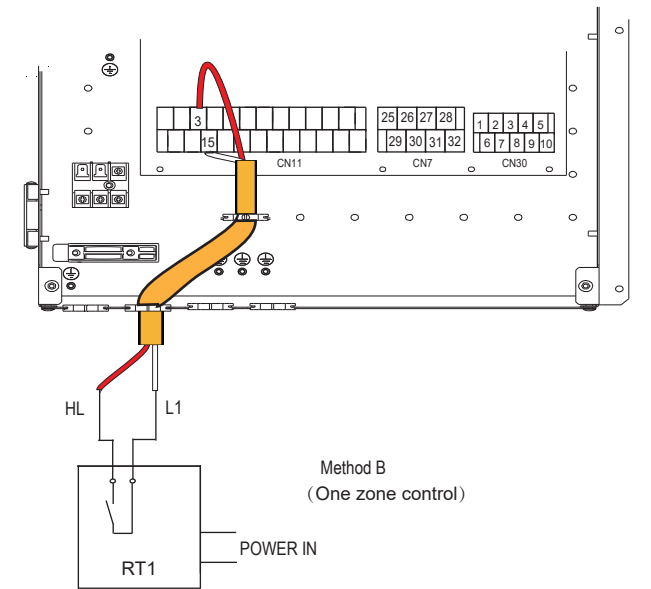 3
15
CN11
25 26 27 28
29 30 31 32
CN7
1 2 3 4 5
6 7 8 9 10
CN30
HL
L1
Method B
（One zone control）
POWER IN
RT1